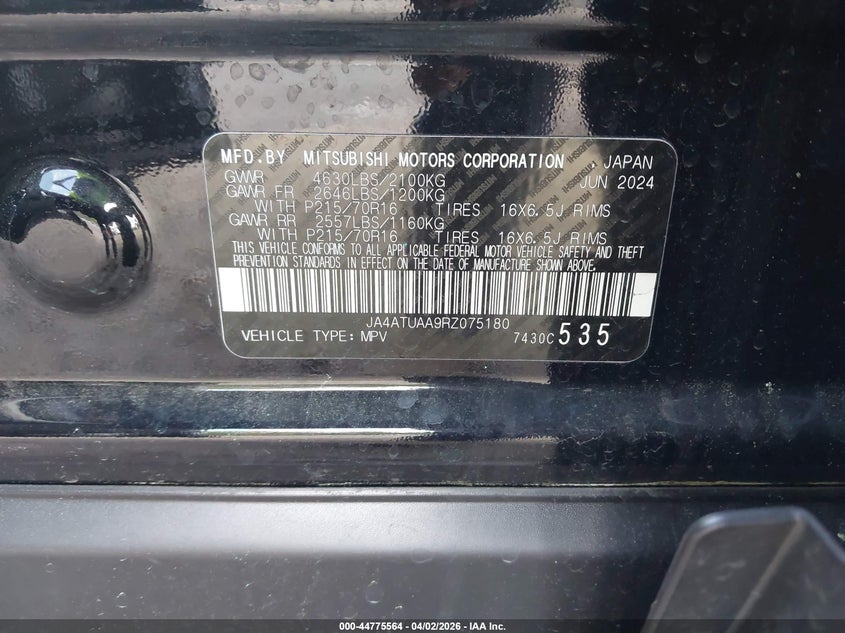 MFD. BY MITSUBISHI MOTORS CORPORATION JAPAN
GVWR 4630LBS/2100KG JUN 2024
GAWR FR 2646LBS/1200KG
WITH P215/70R16 TIRES 16X6.5J RIMS
GAWR RR 2557LBS/1160KG
WITH P215/70R16 TIRES 16X6.5J RIMS
THIS VEHICLE CONFORMS TO ALL APPLICABLE FEDERAL MOTOR VEHICLE SAFETY AND THEFT
PREVENTION STANDARDS IN EFFECT ON THE DATE OF MANUFACTURE SHOWN ABOVE.
JA4ATUAA9RZ075180
VEHICLE TYPE: MPV 7430C 535
000-44775564 - 04/02/2026 - IAA Inc.